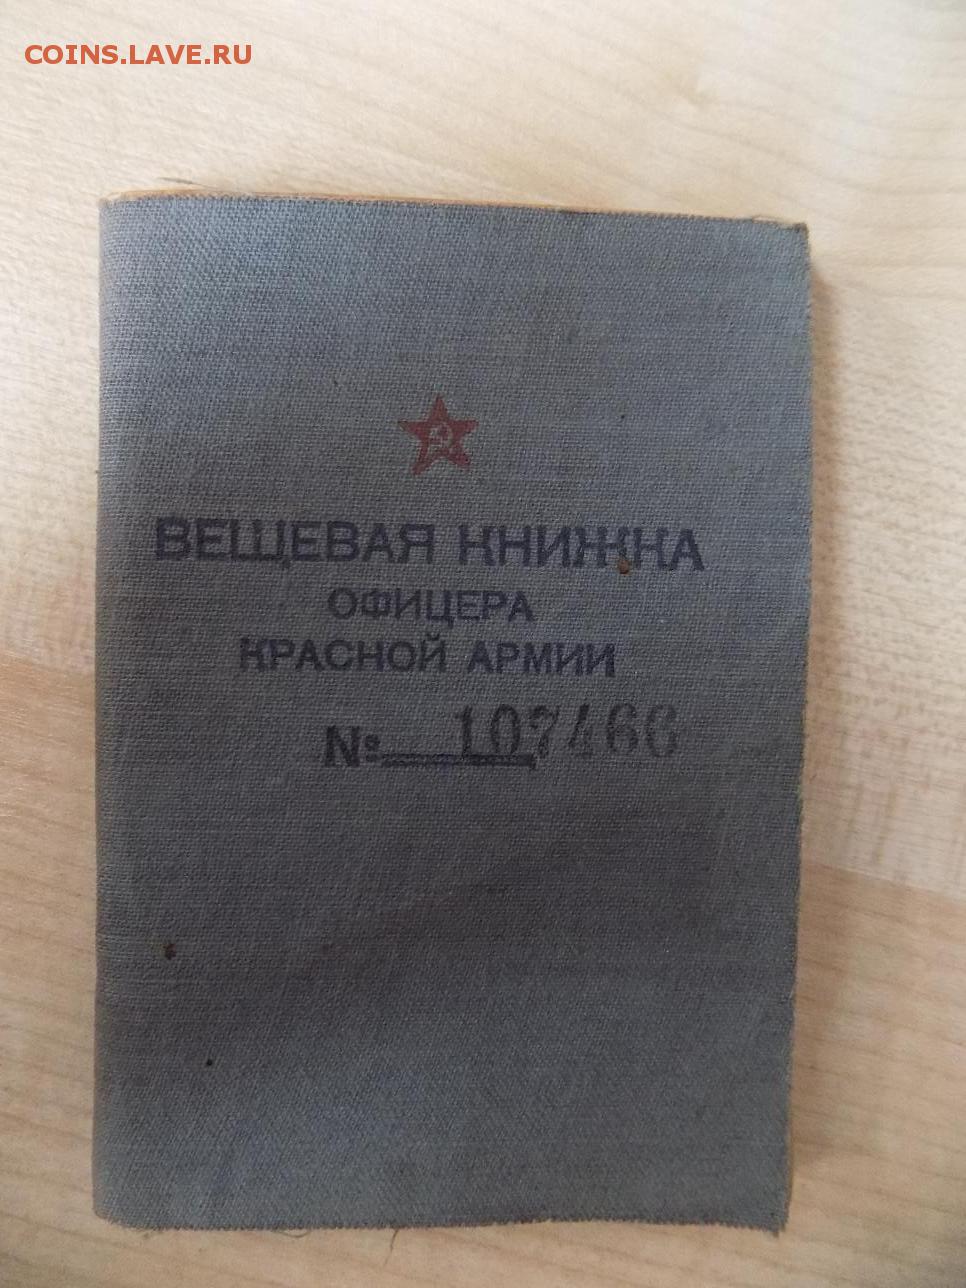 COINS.LAVE.RU
ВЕЩЕВАЯ КНИЖКА
ОФИЦЕРА
КРАСНОЙ АРМИИ
№ 107466